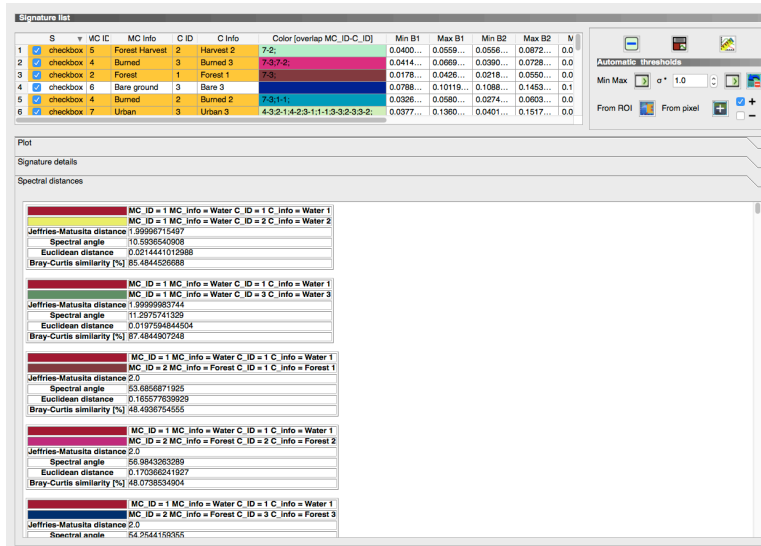 Signature list
S MC ID MC Info C ID C Info Color [overlap MC_ID-C_ID] Min B1 Max B1 Min B2 Max B2 M
1 checkbox 5 Forest Harvest 2 Harvest 2 7-2; 0.0400... 0.0559... 0.0556... 0.0872... 0.0
2 checkbox 4 Burned 3 Burned 3 7-3;7-2; 0.0414... 0.0669... 0.0390... 0.0728... 0.0
3 checkbox 2 Forest 1 Forest 1 7-3; 0.0178... 0.0426... 0.0218... 0.0550... 0.0
4 checkbox 6 Bare ground 3 Bare 3 0.0788... 0.10119... 0.1088... 0.1453... 0.1
5 checkbox 4 Burned 2 Burned 2 7-3;1-1; 0.0326... 0.0580... 0.0274... 0.0603... 0.0
6 checkbox 7 Urban 3 Urban 3 4-3;2-1;4-2;3-1;1-1;3-3;2-3;3-2; 0.0377... 0.1360... 0.0401... 0.1517... 0.0
Automatic thresholds
Min Max σ* 1.0
From ROI From pixel + −
Plot
Signature details
Spectral distances
MC_ID = 1 MC_info = Water C_ID = 1 C_info = Water 1
MC_ID = 1 MC_info = Water C_ID = 2 C_info = Water 2
Jeffries-Matusita distance 1.99996715497
Spectral angle 10.5936540908
Euclidean distance 0.0214441012988
Bray-Curtis similarity [%] 85.4844526688
MC_ID = 1 MC_info = Water C_ID = 1 C_info = Water 1
MC_ID = 1 MC_info = Water C_ID = 3 C_info = Water 3
Jeffries-Matusita distance 1.99999983744
Spectral angle 11.2975741329
Euclidean distance 0.0197594844504
Bray-Curtis similarity [%] 87.4844907248
MC_ID = 1 MC_info = Water C_ID = 1 C_info = Water 1
MC_ID = 2 MC_info = Forest C_ID = 1 C_info = Forest 1
Jeffries-Matusita distance 2.0
Spectral angle 53.6856871925
Euclidean distance 0.165577639929
Bray-Curtis similarity [%] 48.4936754555
MC_ID = 1 MC_info = Water C_ID = 1 C_info = Water 1
MC_ID = 2 MC_info = Forest C_ID = 2 C_info = Forest 2
Jeffries-Matusita distance 2.0
Spectral angle 56.9843263289
Euclidean distance 0.170366241927
Bray-Curtis similarity [%] 48.0738534904
MC_ID = 1 MC_info = Water C_ID = 1 C_info = Water 1
MC_ID = 2 MC_info = Forest C_ID = 3 C_info = Forest 3
Jeffries-Matusita distance 2.0
Spectral angle 54.2544159355